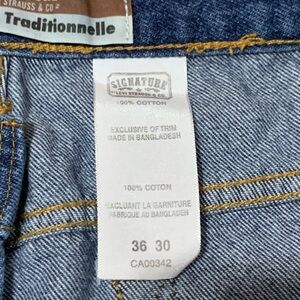 STRAUSS & CO
Traditionnelle
SIGNATURE
LEVI STRAUSS & CO.
100% COTTON
EXCLUSIVE OF TRIM
MADE IN BANGLADESH
100% COTON
EXCLUANT LA GARNITURE
FABRIQUE AU BANGLADEH
36 30
CA00342